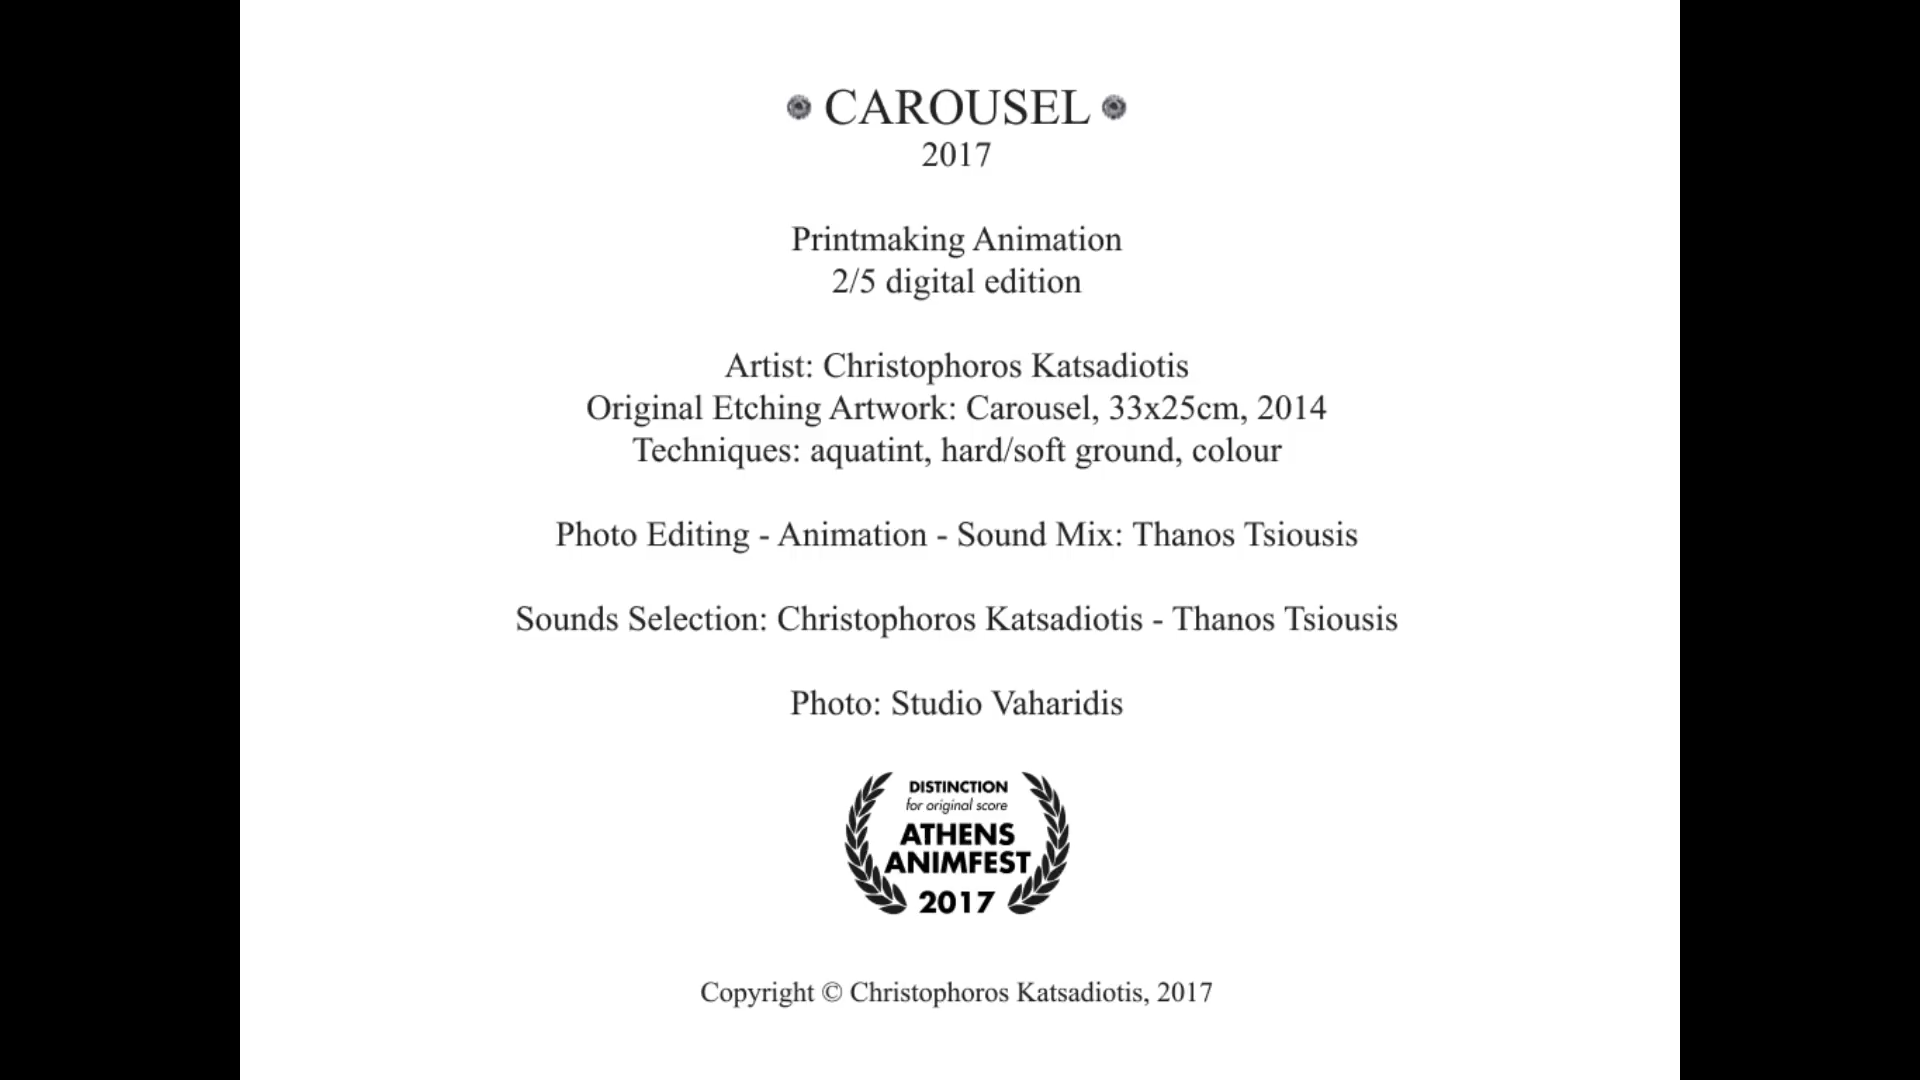 CAROUSEL
2017
Printmaking Animation
2/5 digital edition
Artist: Christophoros Katsadiotis
Original Etching Artwork: Carousel, 33x25cm, 2014
Techniques: aquatint, hard/soft ground, colour
Photo Editing - Animation - Sound Mix: Thanos Tsiousis
Sounds Selection: Christophoros Katsadiotis - Thanos Tsiousis
Photo: Studio Vaharidis
DISTINCTION
for original score
ATHENS
ANIMFEST
2017
Copyright © Christophoros Katsadiotis, 2017